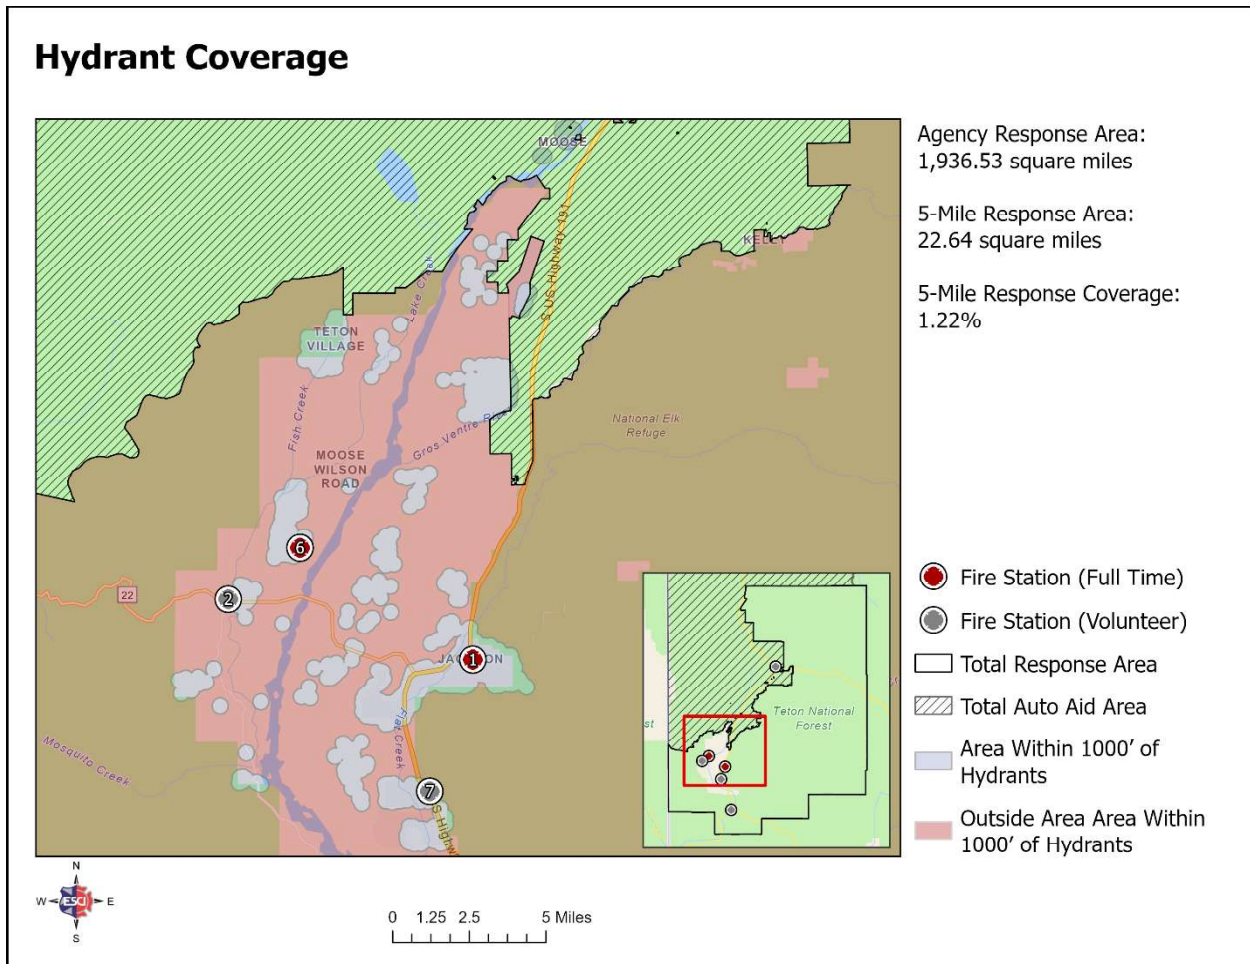 Hydrant Coverage
Agency Response Area:
1,936.53 square miles
5-Mile Response Area:
22.64 square miles
5-Mile Response Coverage:
1.22%
MOOSE
S US Highway 191
KELLY
Lake Creek
TETON
VILLAGE
Fish Creek
Gros Ventre
National Elk
Refuge
MOOSE
WILSON
ROAD
6
2
22
1
Flat Creek
Mosquito Creek
7
S Highw
Teton National
Forest
st
Fire Station (Full Time)
Fire Station (Volunteer)
Total Response Area
Total Auto Aid Area
Area Within 1000’ of
Hydrants
Outside Area Area Within
1000’ of Hydrants
N
W
E
S
ESCI
0 1.25 2.5 5 Miles